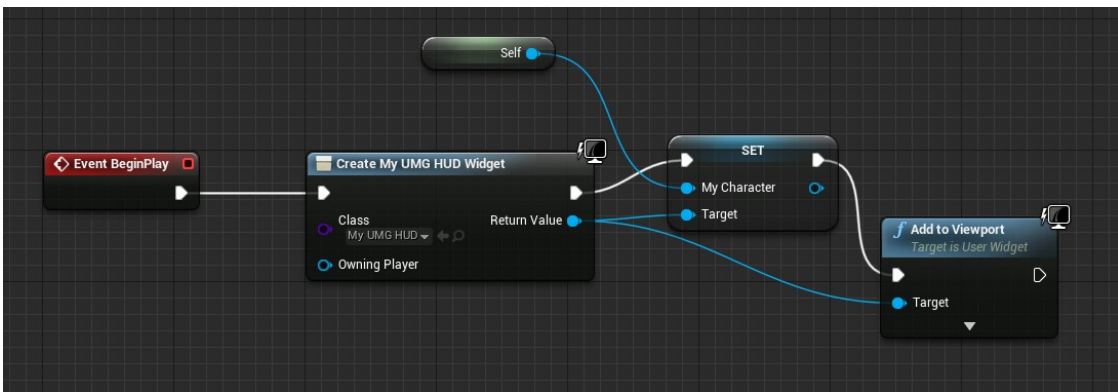 Self
Event BeginPlay
Create My UMG HUD Widget
Class
My UMG HUD
Return Value
Owning Player
SET
My Character
Target
f Add to Viewport
Target is User Widget
Target